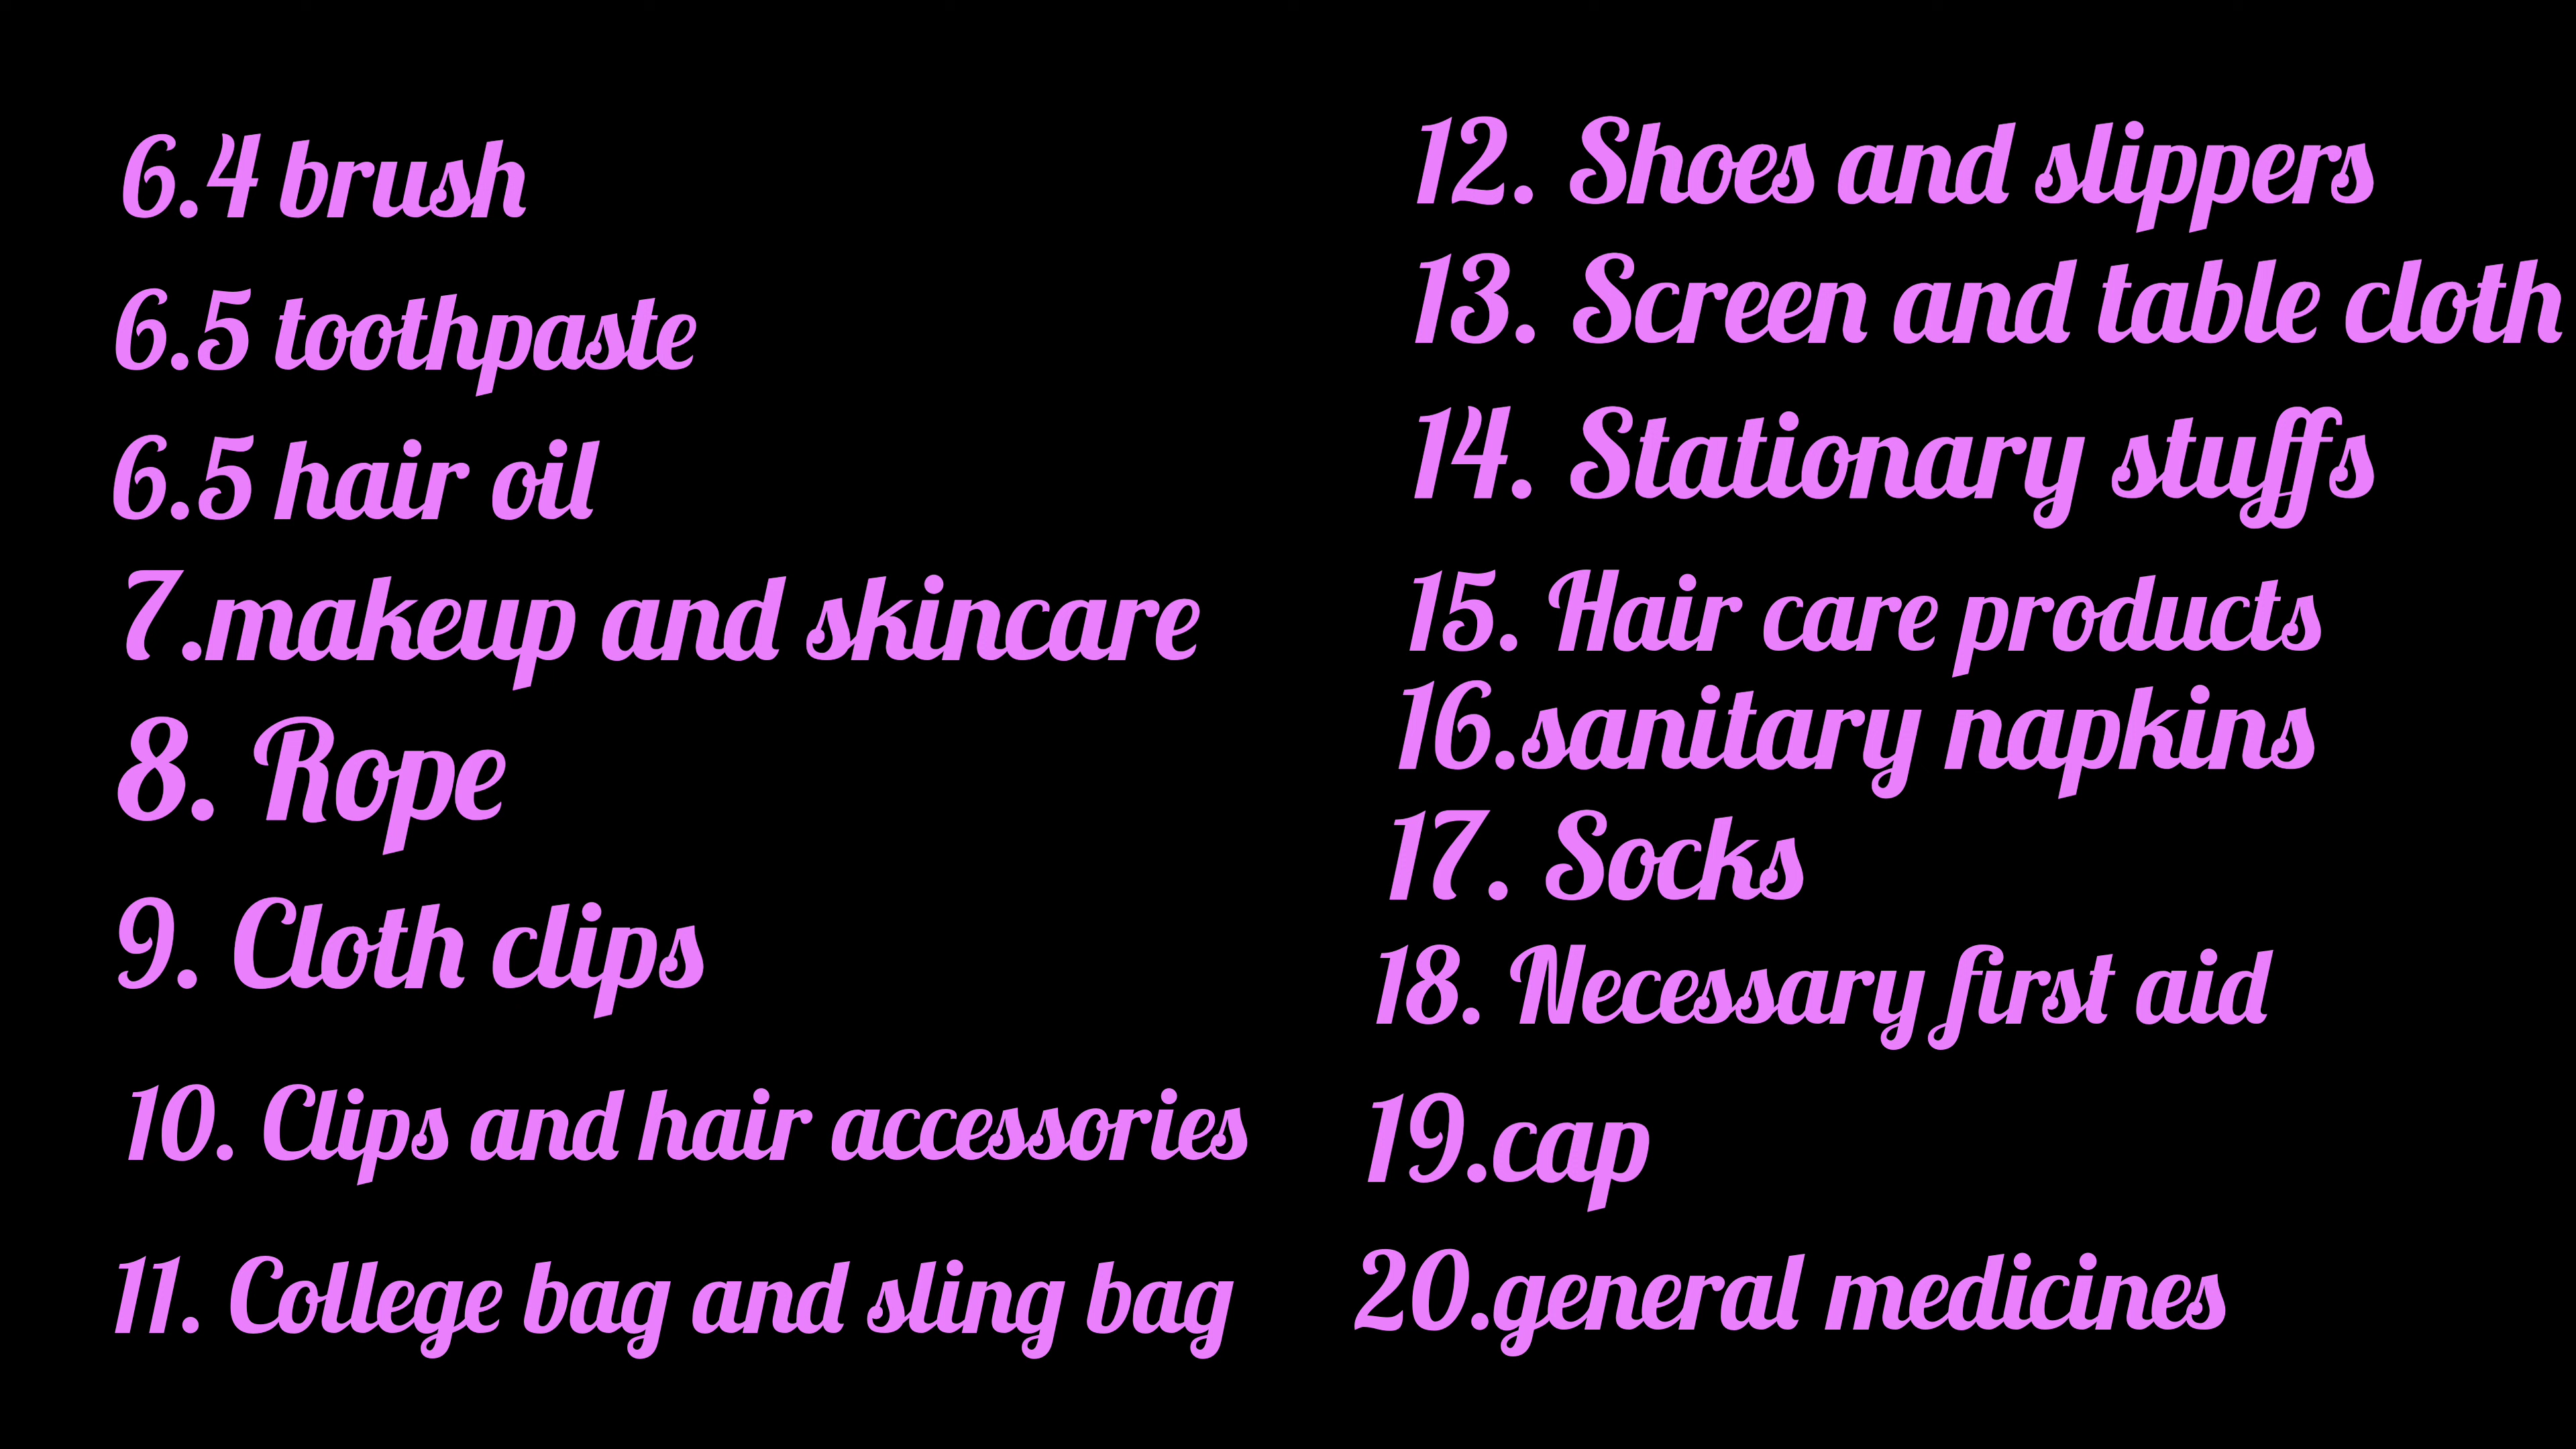 6.4 brush
6.5 toothpaste
6.5 hair oil
7.makeup and skincare
8. Rope
9. Cloth clips
10. Clips and hair accessories
11. College bag and sling bag
12. Shoes and slippers
13. Screen and table cloth
14. Stationary stuffs
15. Hair care products
16.sanitary napkins
17. Socks
18. Necessary first aid
19.cap
20.general medicines